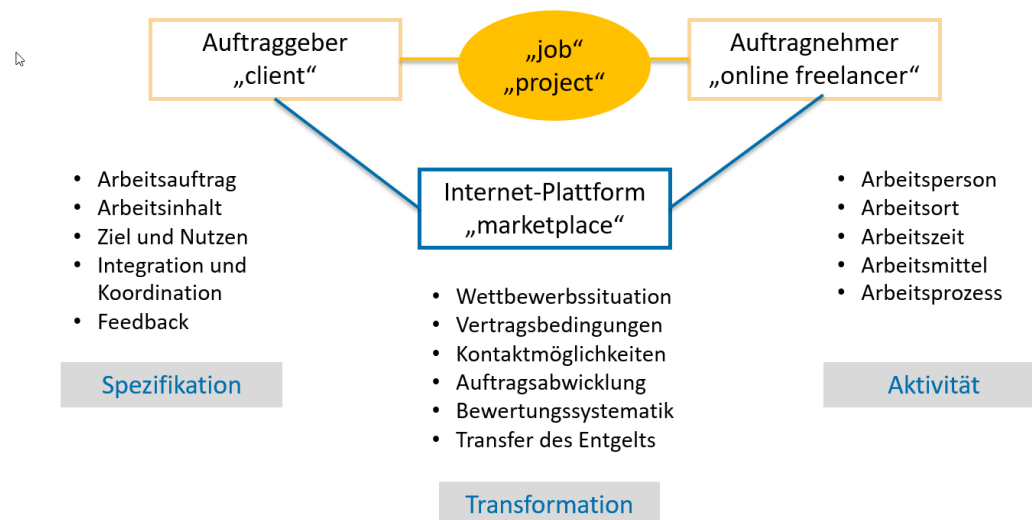 Auftraggeber
„client“
„job“
„project“
Auftragnehmer
„online freelancer“
Internet-Plattform
„marketplace“
• Arbeitsauftrag
• Arbeitsinhalt
• Ziel und Nutzen
• Integration und
Koordination
• Feedback
Spezifikation
• Wettbewerbssituation
• Vertragsbedingungen
• Kontaktmöglichkeiten
• Auftragsabwicklung
• Bewertungssystematik
• Transfer des Entgelts
Transformation
• Arbeitsperson
• Arbeitsort
• Arbeitszeit
• Arbeitsmittel
• Arbeitsprozess
Aktivität